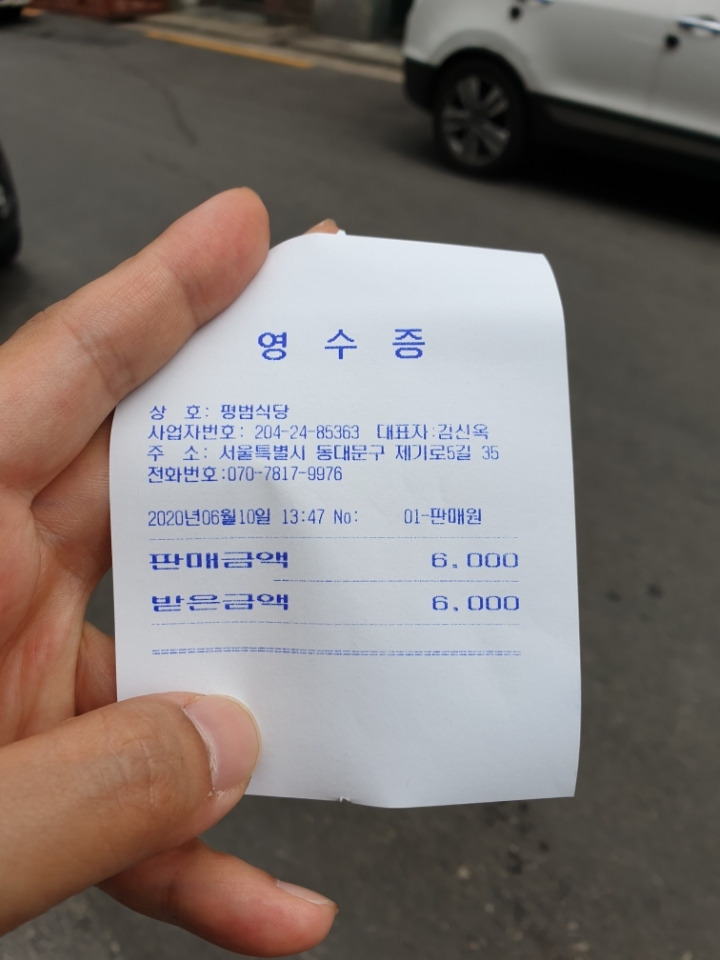 영 수 증
상 호: 평범식당
사업자번호: 204-24-85363 대표자:김신옥
주 소: 서울특별시 동대문구 제기로5길 35
전화번호:070-7817-9976
2020년06월10일 13:47 No: 01-판매원
판매금액 6,000
받은금액 6,000